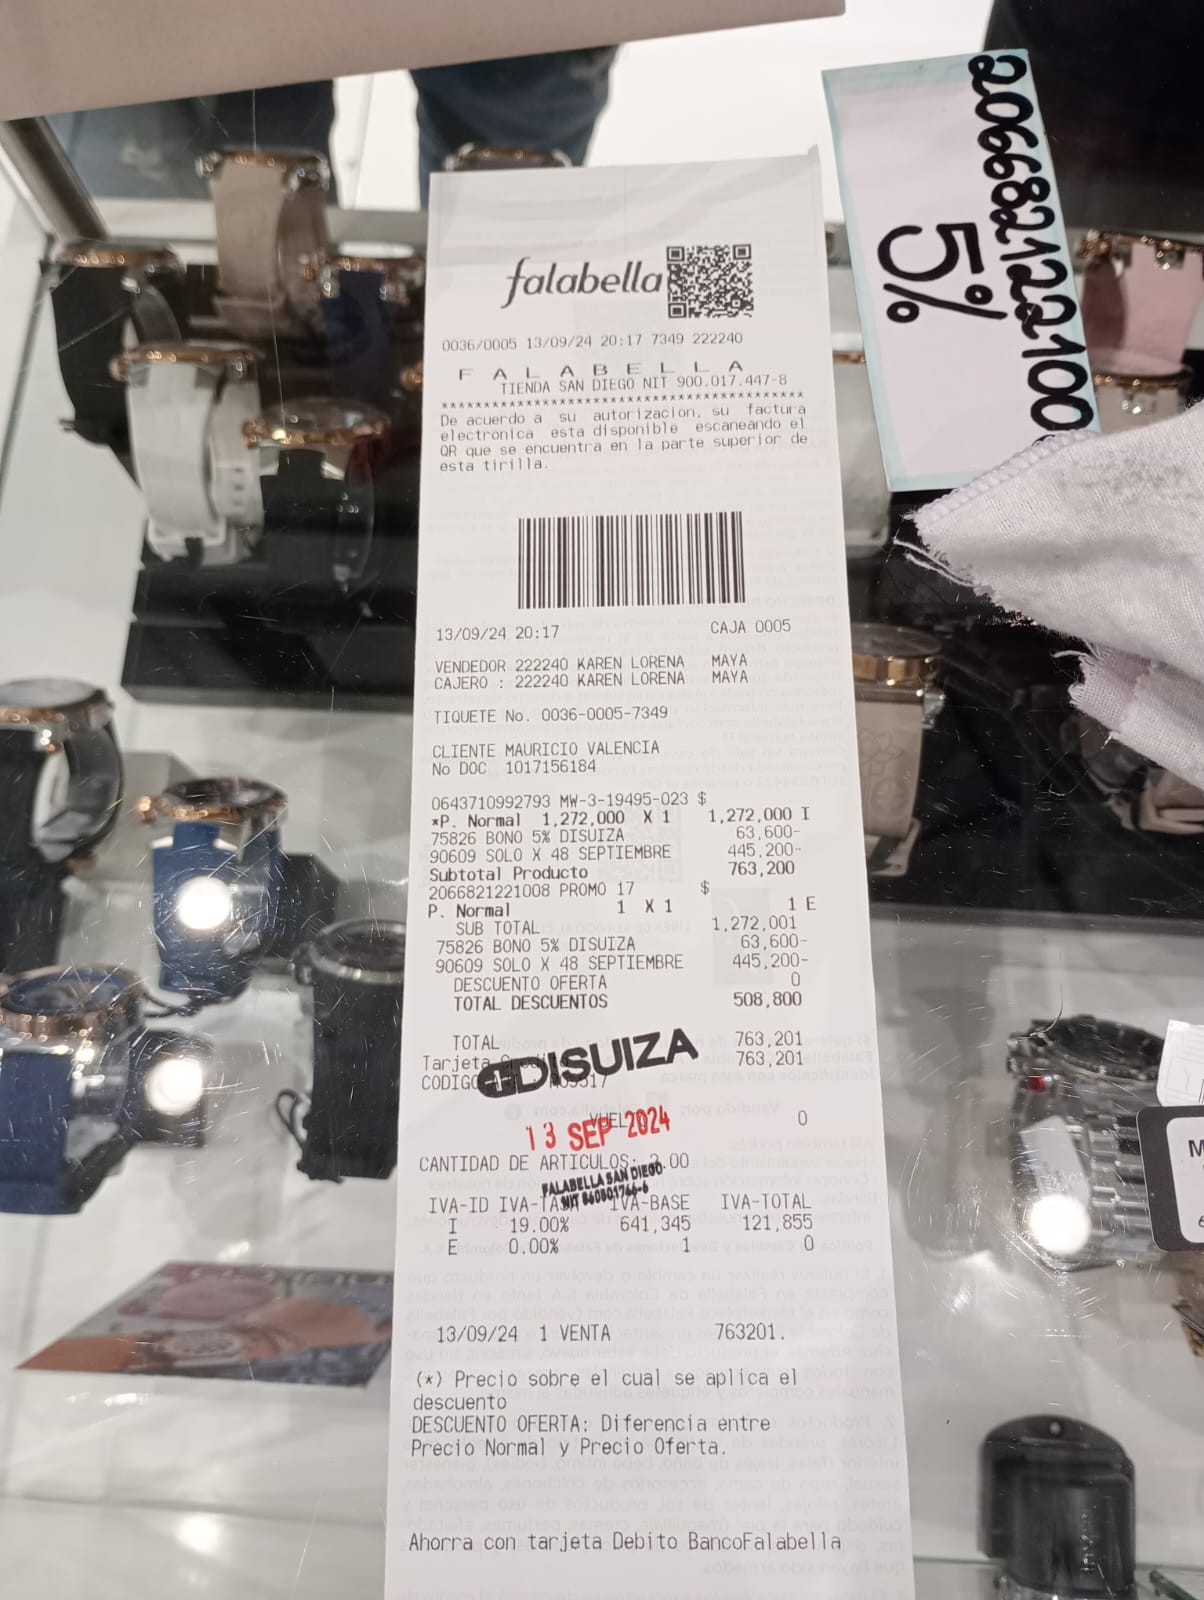 falabella
0036/0005 13/09/24 20:17 7349 222240
F A L A B E L L A
TIENDA SAN DIEGO NIT 900.017.447-8
****************************************
De acuerdo a su autorizacion, su factura
electronica esta disponible escaneando el
QR que se encuentra en la parte superior de
esta tirilla.
13/09/24 20:17 CAJA 0005
VENDEDOR 222240 KAREN LORENA MAYA
CAJERO : 222240 KAREN LORENA MAYA
TIQUETE No. 0036-0005-7349
CLIENTE MAURICIO VALENCIA
No DOC 1017156184
0643710992793 MW-3-19495-023 $
*P. Normal 1,272,000 X 1 1,272,000 I
75826 BONO 5% DISUIZA 63,600-
90609 SOLO X 48 SEPTIEMBRE 445,200-
Subtotal Producto 763,200
2066821221008 PROMO 17 $
P. Normal 1 X 1 1 E
SUB TOTAL 1,272,001
75826 BONO 5% DISUIZA 63,600-
90609 SOLO X 48 SEPTIEMBRE 445,200-
DESCUENTO OFERTA 0
TOTAL DESCUENTOS 508,800
TOTAL 763,201
Tarjeta 763,201
CODIGO
DISUIZA
13 SEP 2024
0
CANTIDAD DE ARTICULOS: 2.00
FALABELLA SAN DIEGO
NIT
IVA-ID IVA-TASA IVA-BASE IVA-TOTAL
I 19.00% 641,345 121,855
E 0.00% 1 0
13/09/24 1 VENTA 763201.
(*) Precio sobre el cual se aplica el
descuento
DESCUENTO OFERTA: Diferencia entre
Precio Normal y Precio Oferta.
Ahorra con tarjeta Debito BancoFalabella
206682122100
5%